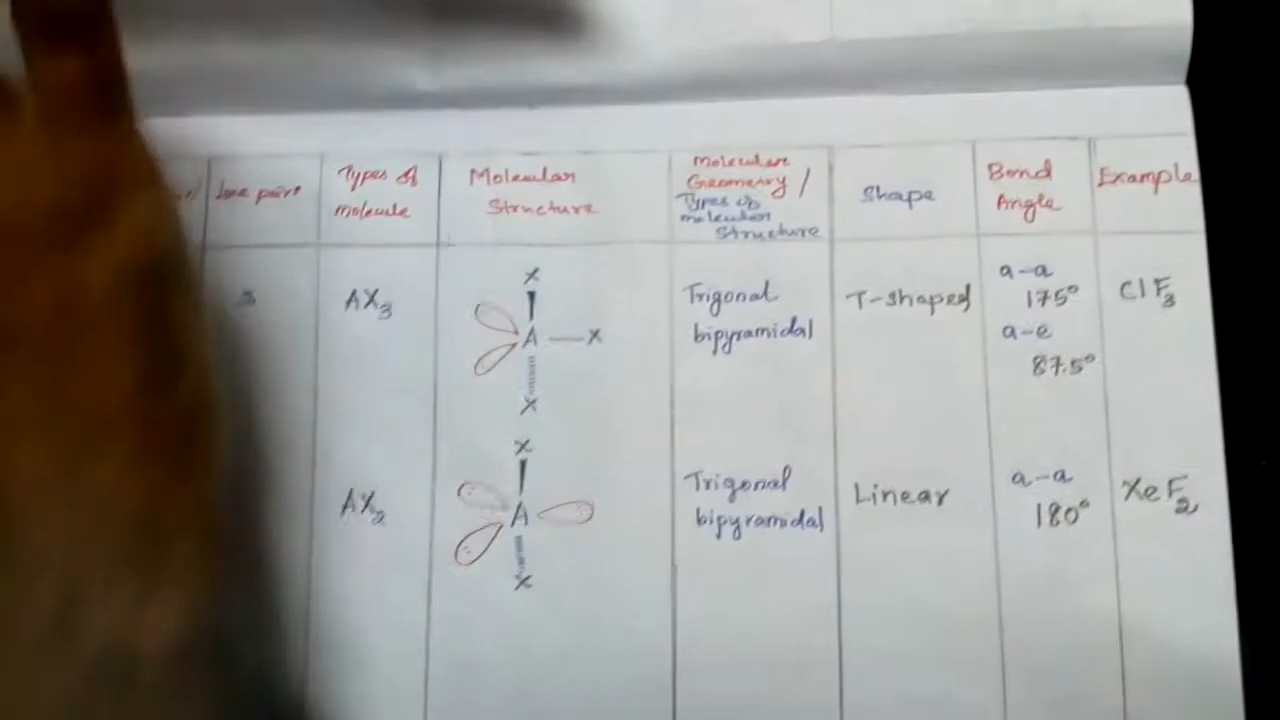 lone pairs
Types of
molecule
Molecular
Structure
Molecular
Geometry /
Types of
molecular
Structure
Shape
Bond
Angle
Example
AX3
X
A — X
X
Trigonal
bipyramidal
T-shaped
a-a
175°
a-e
87.5°
ClF3
AX2
X
A
X
Trigonal
bipyramidal
Linear
a-a
180°
XeF2